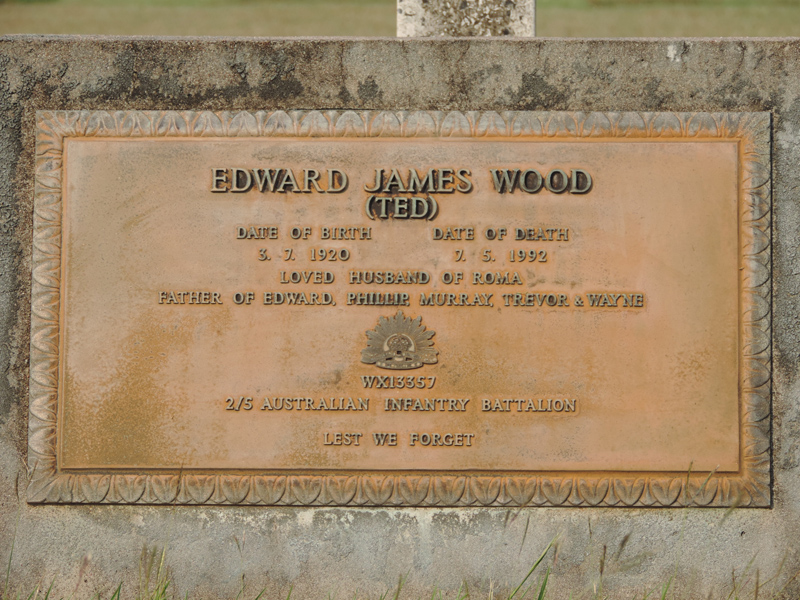 EDWARD JAMES WOOD
(TED)
DATE OF BIRTH DATE OF DEATH
3. 7. 1920 7. 5. 1992
LOVED HUSBAND OF ROMA
FATHER OF EDWARD, PHILLIP, MURRAY, TREVOR & WAYNE
WX13357
2/5 AUSTRALIAN INFANTRY BATTALION
LEST WE FORGET